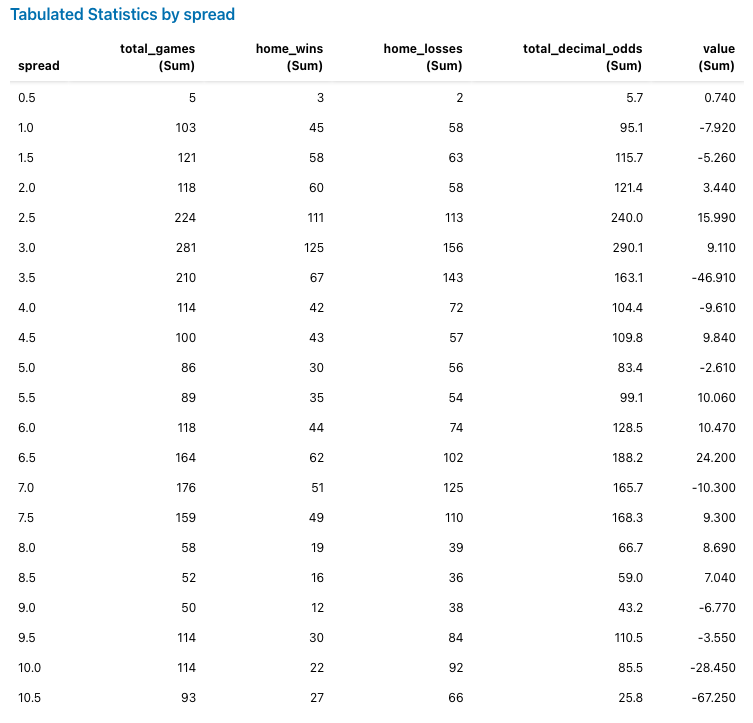 Tabulated Statistics by spread
total_games home_wins home_losses total_decimal_odds value
spread (Sum) (Sum) (Sum) (Sum) (Sum)
0.5 5 3 2 5.7 0.740
1.0 103 45 58 95.1 -7.920
1.5 121 58 63 115.7 -5.260
2.0 118 60 58 121.4 3.440
2.5 224 111 113 240.0 15.990
3.0 281 125 156 290.1 9.110
3.5 210 67 143 163.1 -46.910
4.0 114 42 72 104.4 -9.610
4.5 100 43 57 109.8 9.840
5.0 86 30 56 83.4 -2.610
5.5 89 35 54 99.1 10.060
6.0 118 44 74 128.5 10.470
6.5 164 62 102 188.2 24.200
7.0 176 51 125 165.7 -10.300
7.5 159 49 110 168.3 9.300
8.0 58 19 39 66.7 8.690
8.5 52 16 36 59.0 7.040
9.0 50 12 38 43.2 -6.770
9.5 114 30 84 110.5 -3.550
10.0 114 22 92 85.5 -28.450
10.5 93 27 66 25.8 -67.250